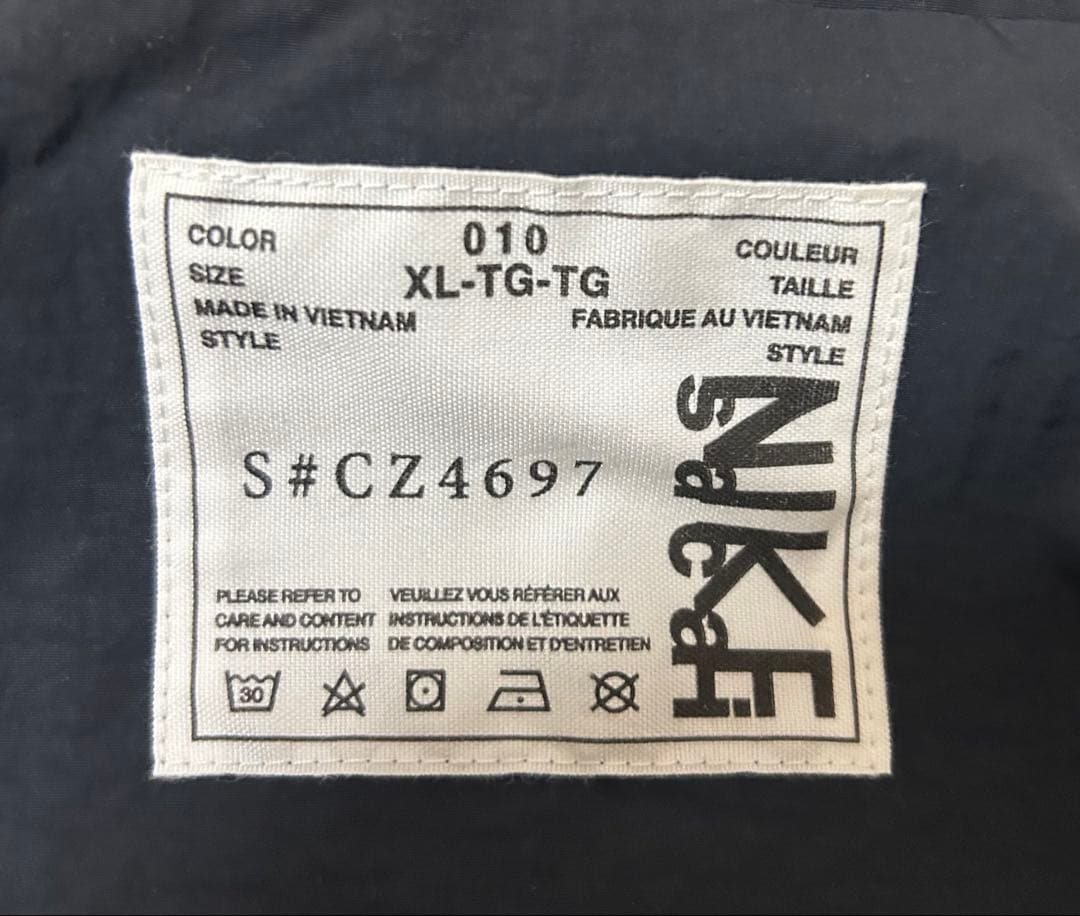 COLOR 010 COULEUR
SIZE XL-TG-TG TAILLE
MADE IN VIETNAM FABRIQUE AU VIETNAM
STYLE STYLE
S#CZ4697
NIKE
sacai
PLEASE REFER TO VEUILLEZ VOUS RÉFÉRER AUX
CARE AND CONTENT INSTRUCTIONS DE L'ÉTIQUETTE
FOR INSTRUCTIONS DE COMPOSITION ET D'ENTRETIEN
30